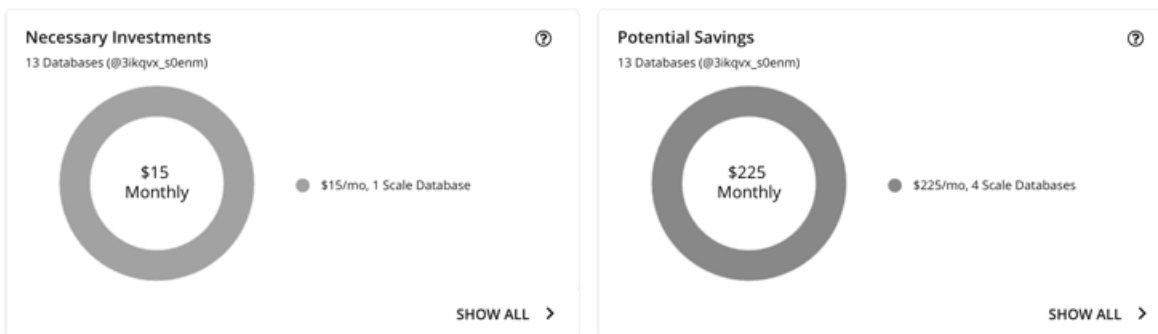 Necessary Investments
13 Databases (@3ikqvx_s0enm)
$15
Monthly
$15/mo, 1 Scale Database
SHOW ALL
Potential Savings
13 Databases (@3ikqvx_s0enm)
$225
Monthly
$225/mo, 4 Scale Databases
SHOW ALL